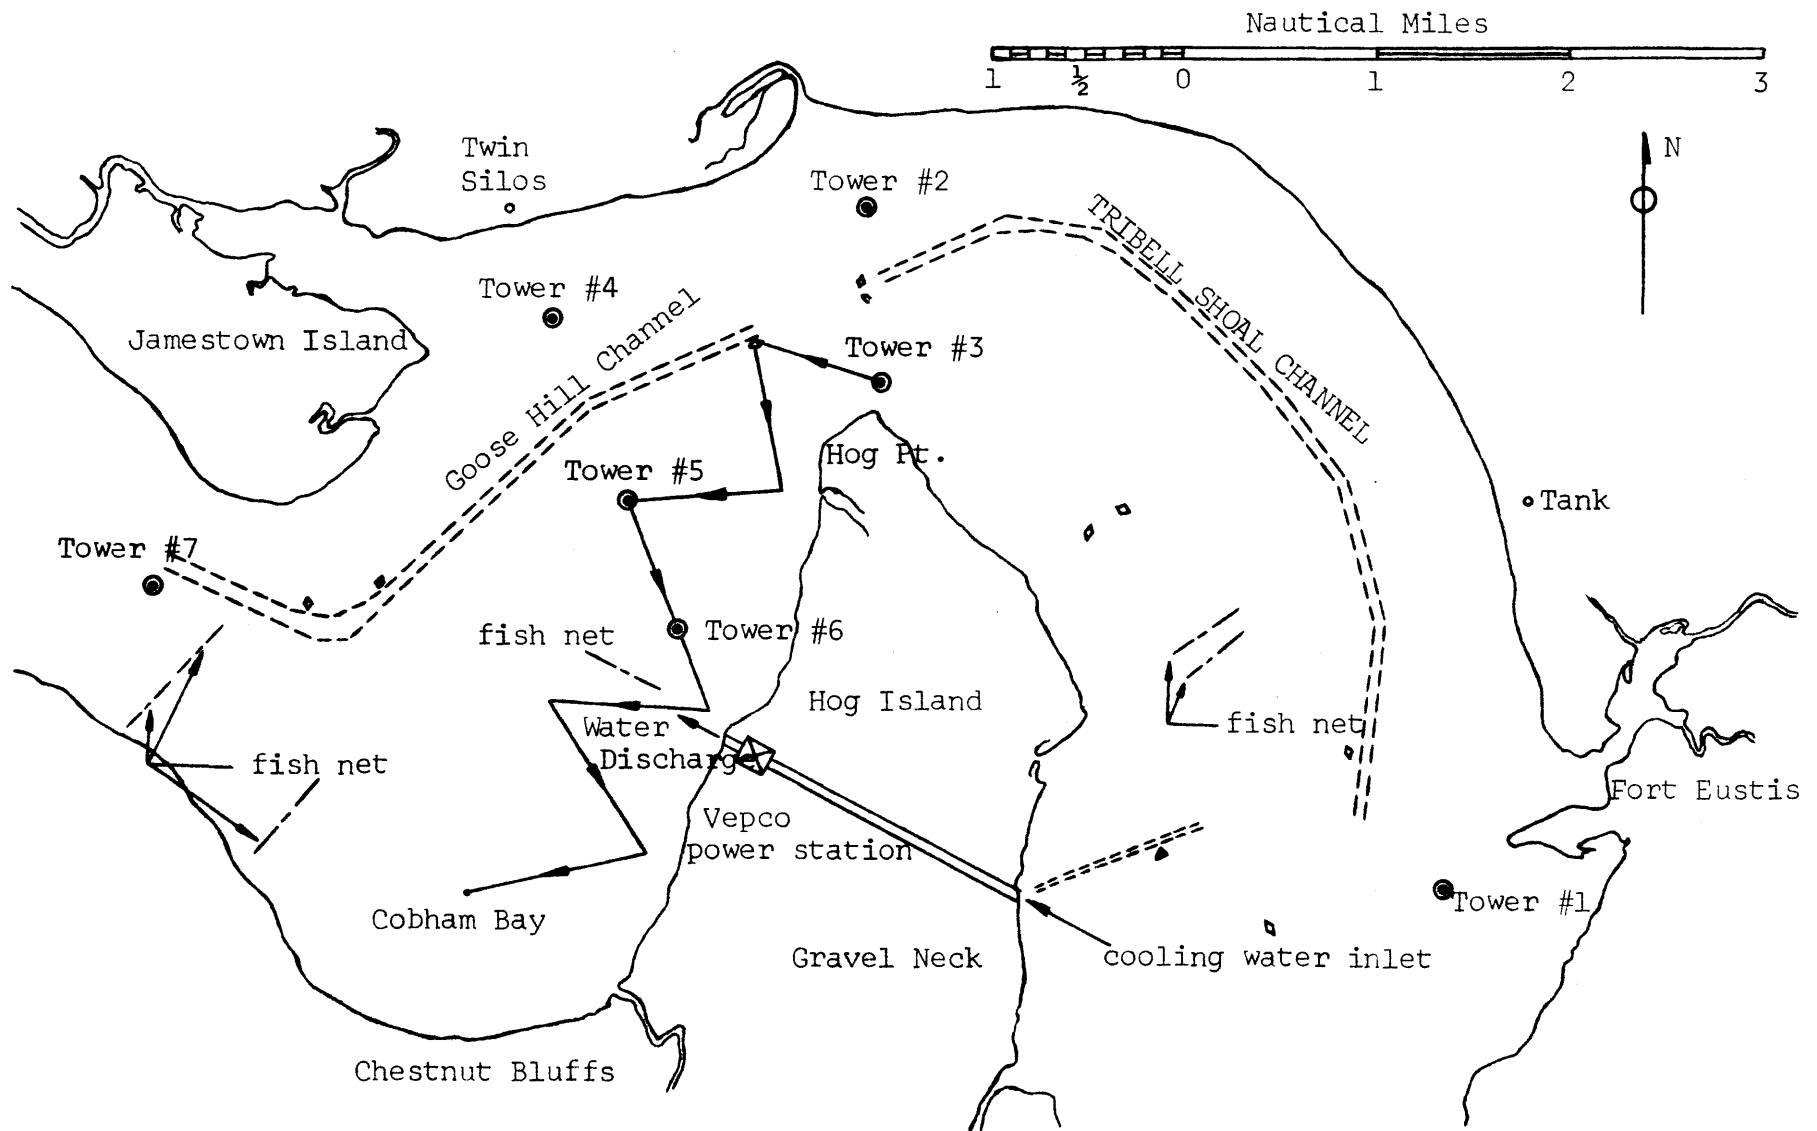 Nautical Miles
1 ½ 0 1 2 3
N
Twin
Silos
Tower #2
TRIBELL SHOAL CHANNEL
Tower #4
Goose Hill Channel
Jamestown Island
Tower #3
Hog Pt.
Tower #5
Tank
Tower #7
fish net
Tower #6
Hog Island
Water
Discharge
fish net
fish net
Fort Eustis
Vepco
power station
Tower #1
Cobham Bay
Gravel Neck
cooling water inlet
Chestnut Bluffs